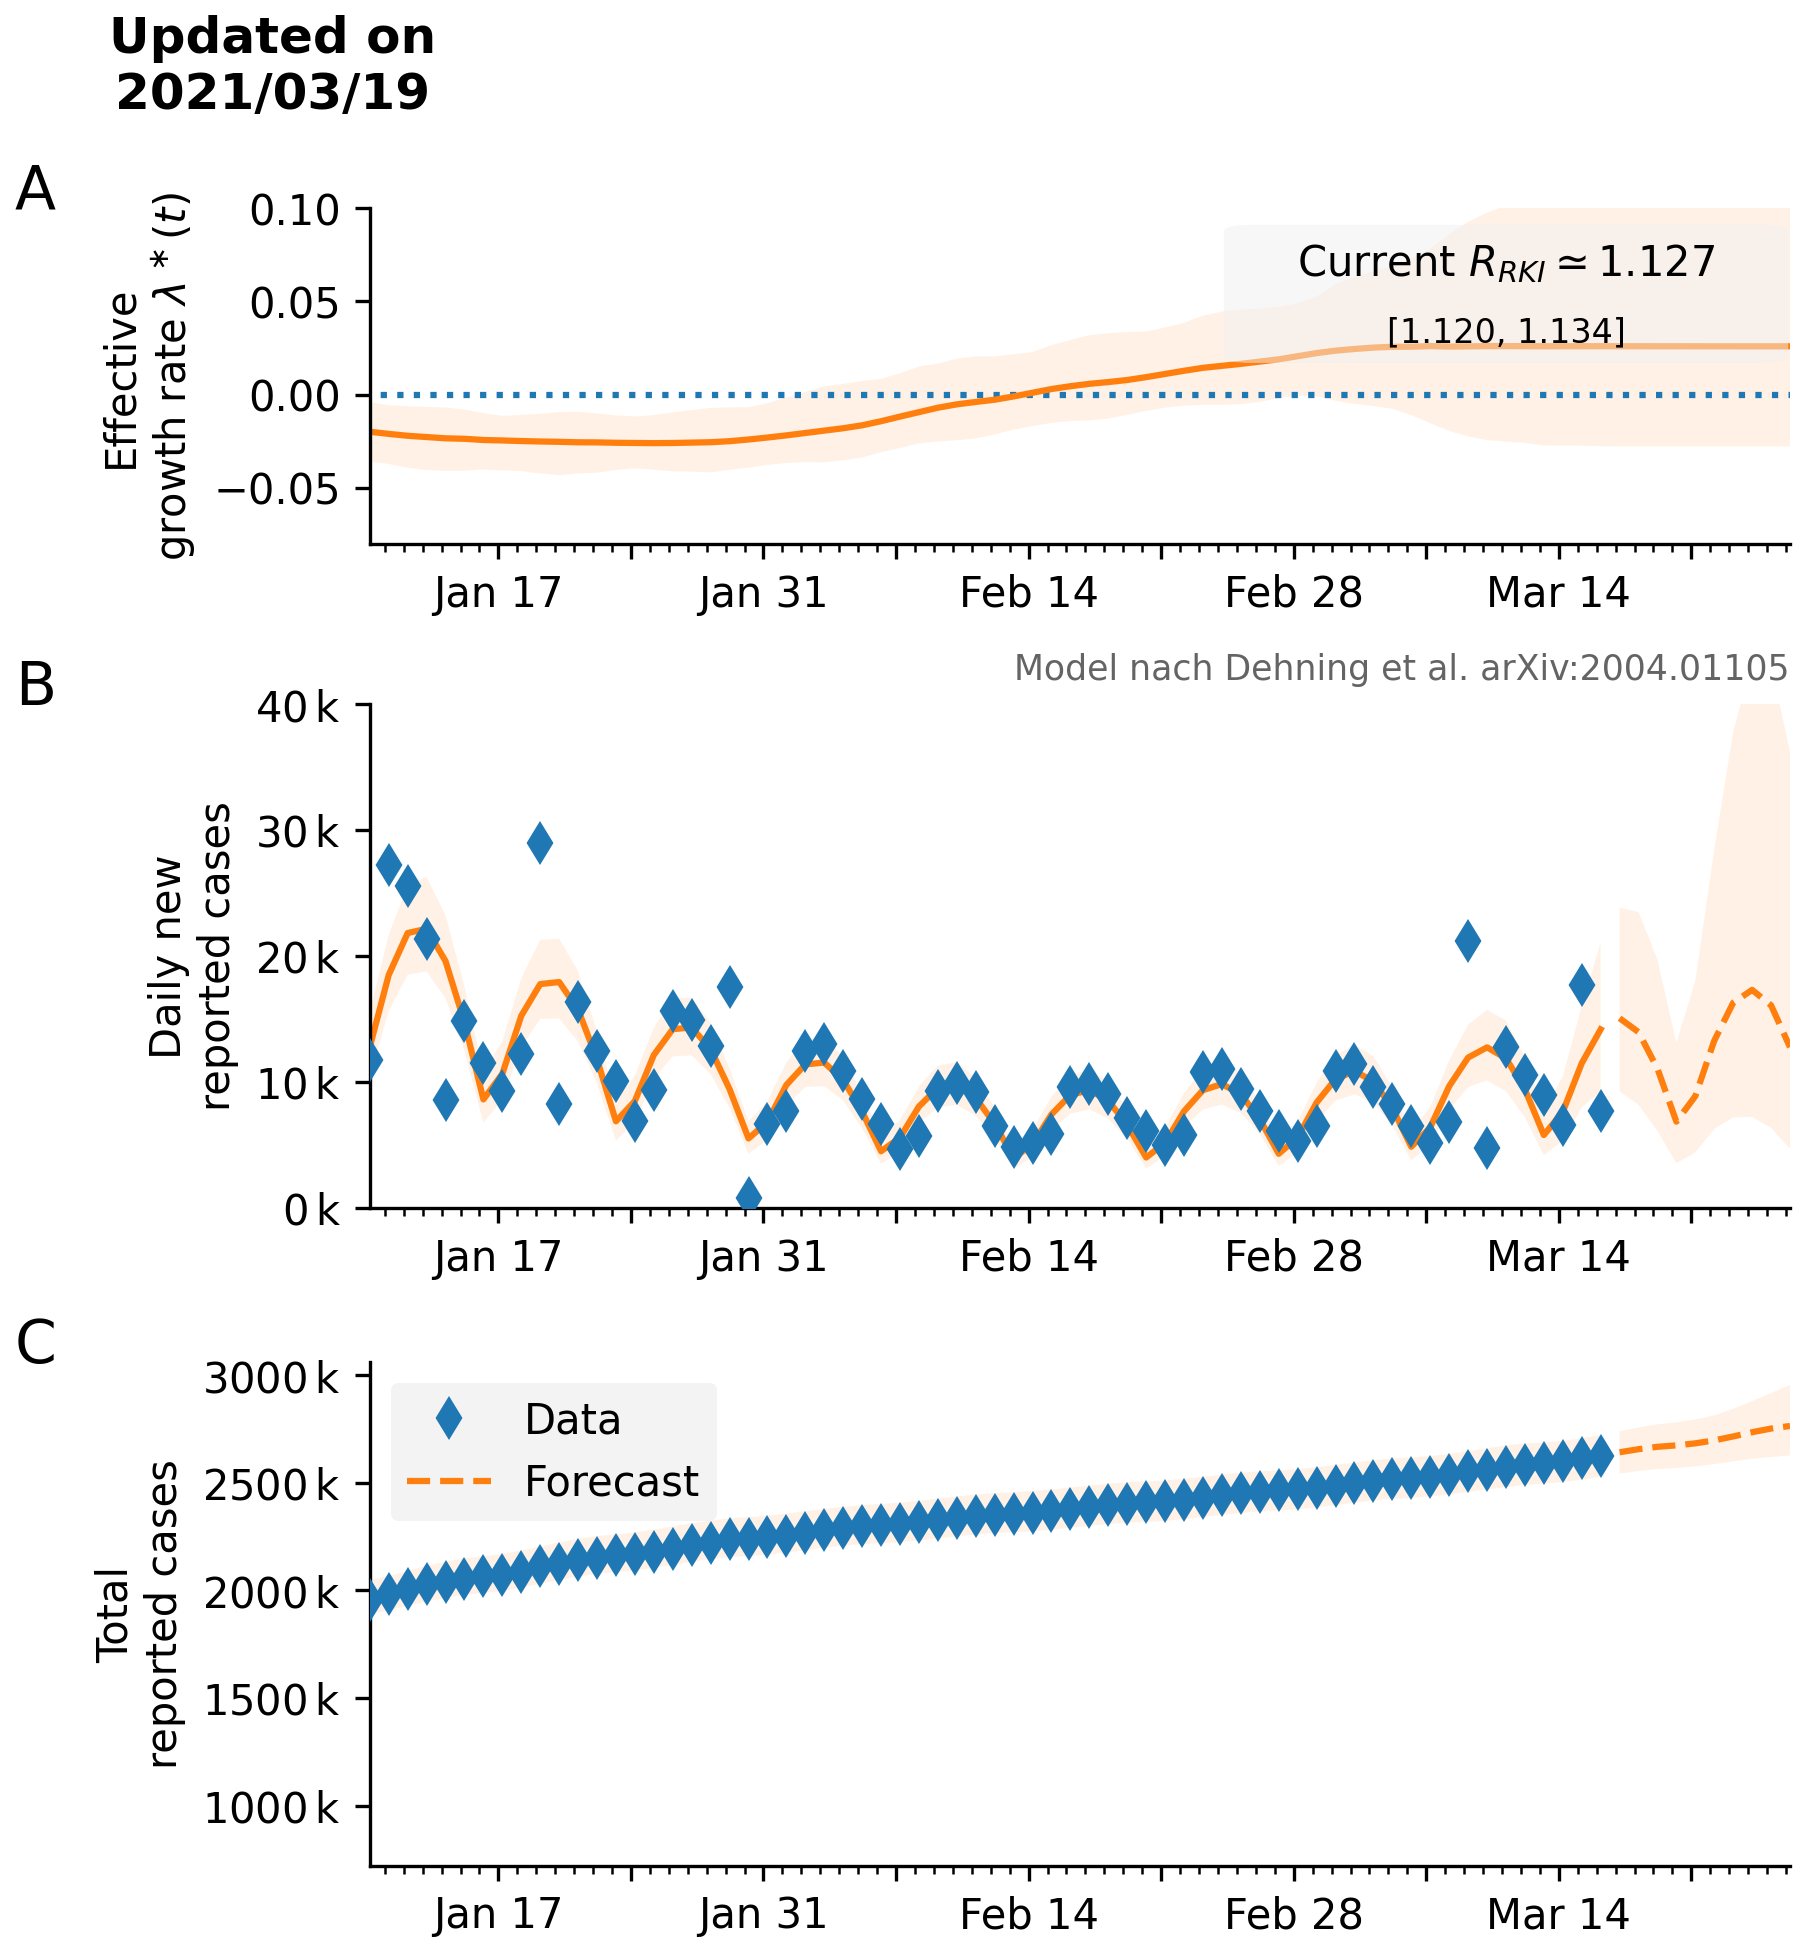 Updated on
2021/03/19
A
Effective
growth rate λ * (t)
0.10
0.05
0.00
−0.05
Current R_RKI ≃ 1.127
[1.120, 1.134]
Jan 17 Jan 31 Feb 14 Feb 28 Mar 14
Model nach Dehning et al. arXiv:2004.01105
B
Daily new
reported cases
40 k
30 k
20 k
10 k
0 k
Jan 17 Jan 31 Feb 14 Feb 28 Mar 14
C
Total
reported cases
3000 k
2500 k
2000 k
1500 k
1000 k
Data
Forecast
Jan 17 Jan 31 Feb 14 Feb 28 Mar 14